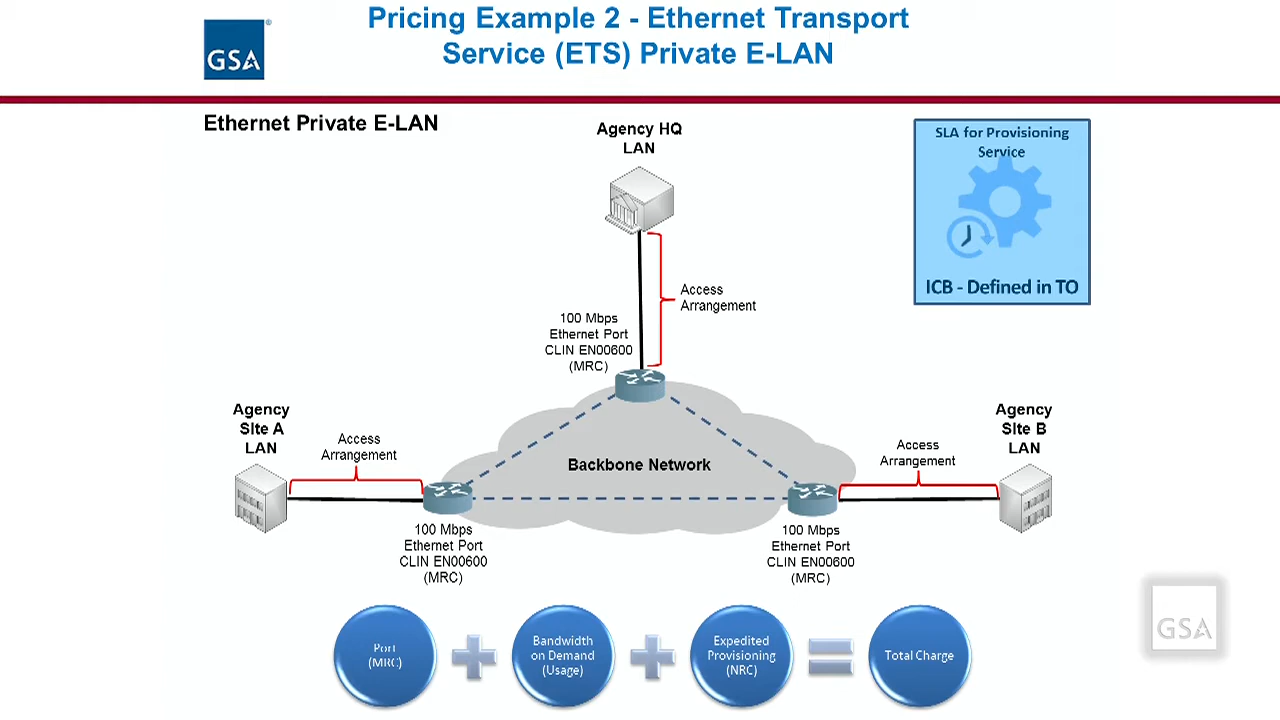 Pricing Example 2 - Ethernet Transport
Service (ETS) Private E-LAN
GSA
®
Ethernet Private E-LAN
Agency HQ
LAN
SLA for Provisioning
Service
ICB - Defined in TO
Access
Arrangement
100 Mbps
Ethernet Port
CLIN EN00600
(MRC)
Agency
Site A
LAN
Access
Arrangement
Backbone Network
Access
Arrangement
Agency
Site B
LAN
100 Mbps
Ethernet Port
CLIN EN00600
(MRC)
100 Mbps
Ethernet Port
CLIN EN00600
(MRC)
Port
(MRC)
Bandwidth
on Demand
(Usage)
Expedited
Provisioning
(NRC)
Total Charge
GSA